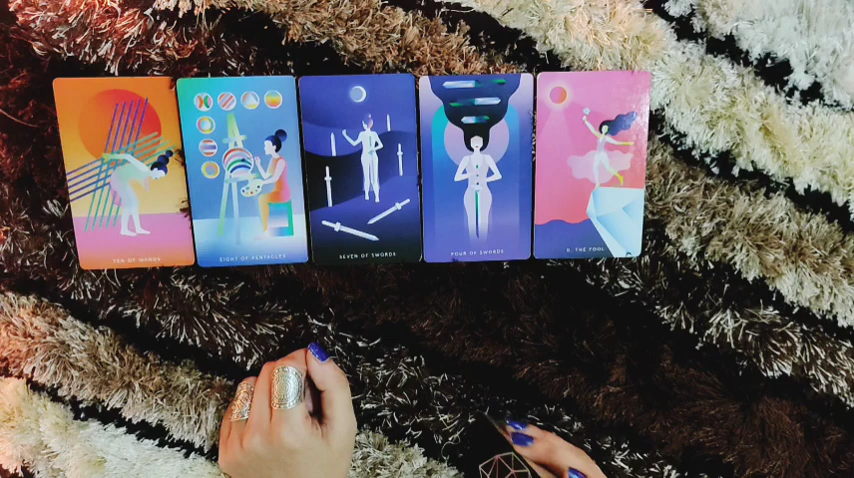 TEN OF WANDS
EIGHT OF PENTACLES
SEVEN OF SWORDS
FOUR OF SWORDS
0. THE FOOL